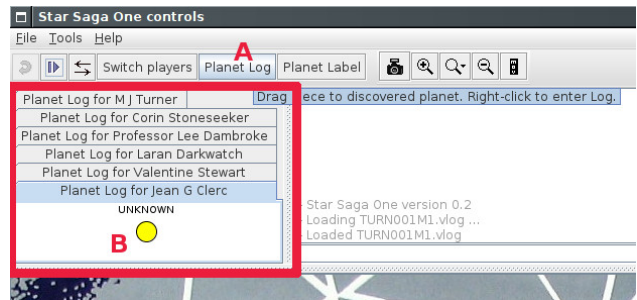 Star Saga One controls
File Tools Help
A
Switch players Planet Log Planet Label
Drag ece to discovered planet. Right-click to enter Log.
Planet Log for M J Turner
Planet Log for Corin Stoneseeker
Planet Log for Professor Lee Dambroke
Planet Log for Laran Darkwatch
Planet Log for Valentine Stewart
Planet Log for Jean G Clerc
UNKNOWN
B
Star Saga One version 0.2
Loading TURN001M1.vlog ...
Loaded TURN001M1.vlog